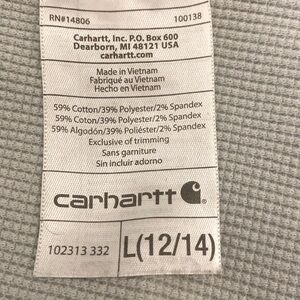 RN#14806 100138
Carhartt, Inc. P.O. Box 600
Dearborn, MI 48121 USA
carhartt.com
Made in Vietnam
Fabriqué au Vietnam
Hecho en Vietnam
59% Cotton/39% Polyester/2% Spandex
59% Coton/39% Polyester/2% Spandex
59% Algodón/39% Poliéster/2% Spandex
Exclusive of trimming
Sans garniture
Sin incluir adorno
carhartt
102313 332 L(12/14)